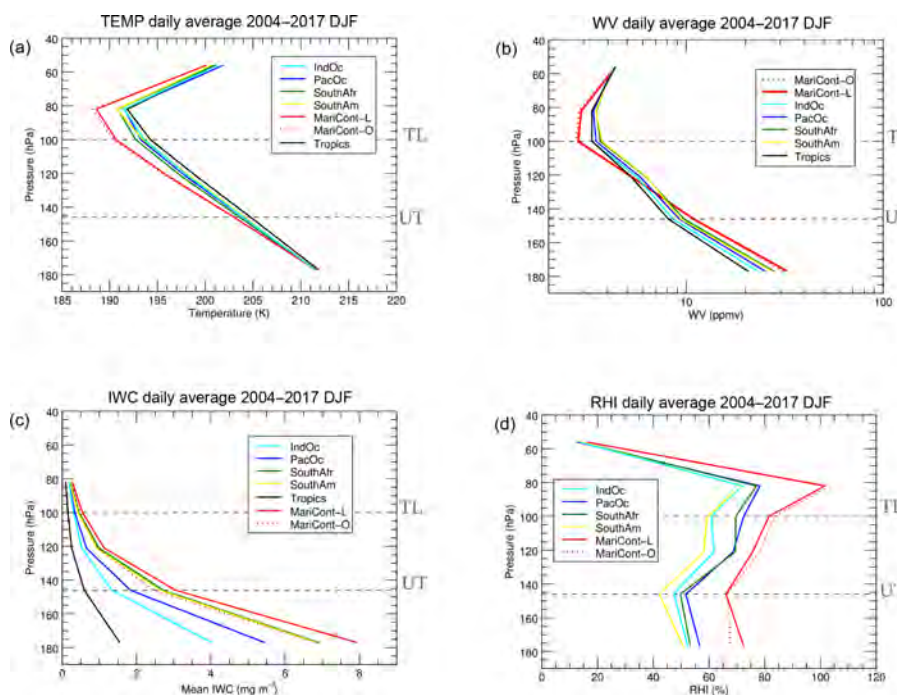 TEMP daily average 2004–2017 DJF
(a)
40
60
80
100
120
140
160
180
Pressure (hPa)
IndOc
PacOc
SouthAfr
SouthAm
MariCont–L
MariCont–O
Tropics
TL
UT
185 190 195 200 205 210 215 220
Temperature (K)
WV daily average 2004–2017 DJF
(b)
40
60
80
100
120
140
160
180
Pressure (hPa)
MariCont–O
MariCont–L
IndOc
PacOc
SouthAfr
SouthAm
Tropics
T
U
10 100
WV (ppmv)
IWC daily average 2004–2017 DJF
(c)
40
60
80
100
120
140
160
180
Pressure (hPa)
IndOc
PacOc
SouthAfr
SouthAm
Tropics
MariCont–L
MariCont–O
TL
UT
0 2 4 6 8
Mean IWC (mg m⁻³)
RHI daily average 2004–2017 DJF
(d)
40
60
80
100
120
140
160
180
200
Pressure (hPa)
IndOc
PacOc
SouthAfr
SouthAm
MariCont–L
MariCont–O
TL
UT
0 20 40 60 80 100 120
RHI (%)